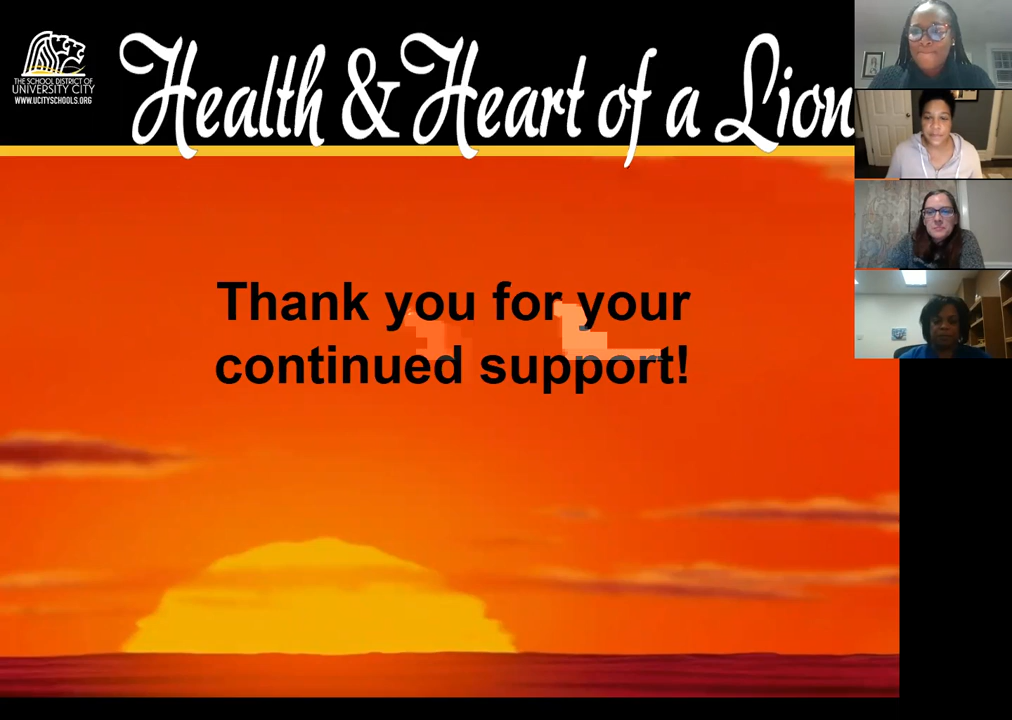 THE SCHOOL DISTRICT OF
UNIVERSITY CITY
WWW.UCITYSCHOOLS.ORG
Health & Heart of a Lion
Thank you for your
continued support!